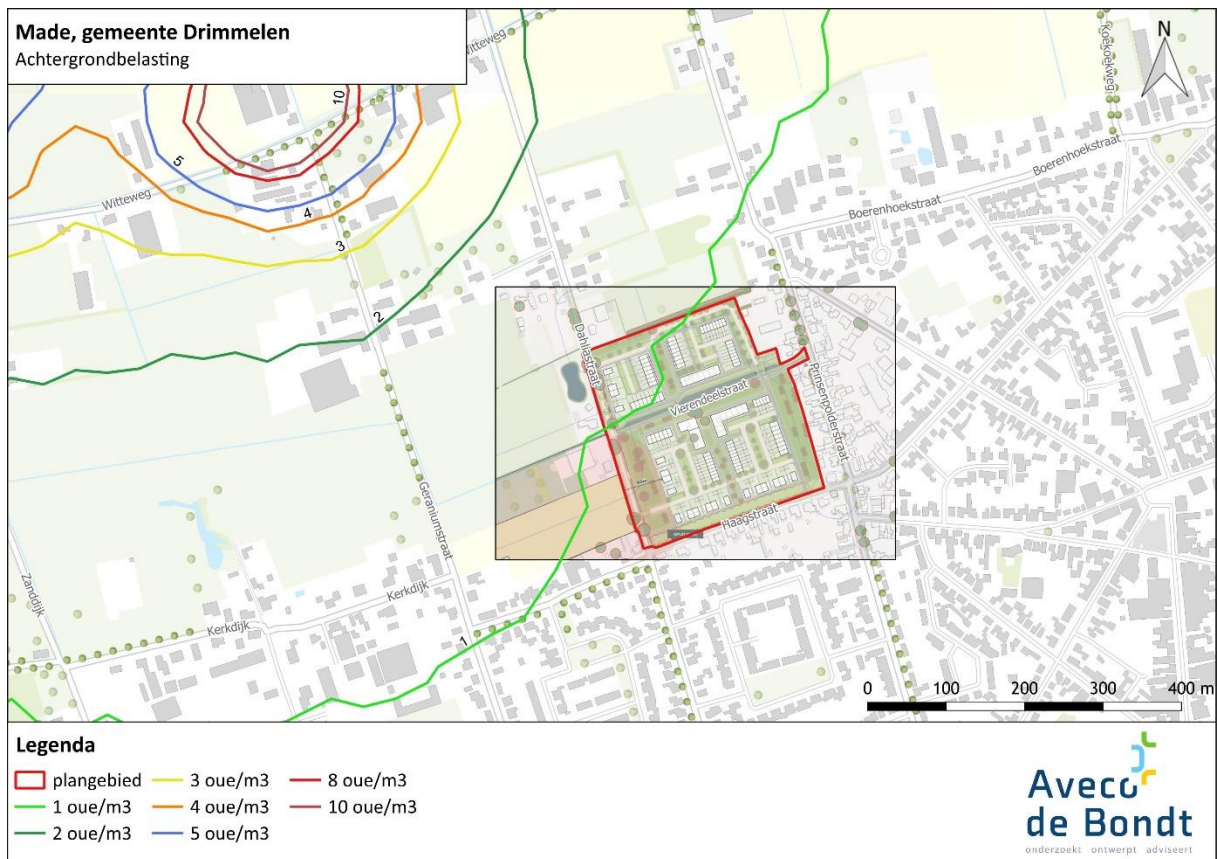 Made, gemeente Drimmelen
Achtergrondbelasting
Witteweg
Koekoekweg
N
10
5
Witteweg
4
3
Boerenhoekstraat
Boerenhoekstraat
2
Dahliastraat
Prinsenpolderstraat
Vierendeelstraat
Geraniumstraat
Haagstraat
Zanddijk
Kerkdijk
Kerkdijk
1
0 100 200 300 400 m
Legenda
plangebied 3 oue/m3 8 oue/m3
1 oue/m3 4 oue/m3 10 oue/m3
2 oue/m3 5 oue/m3
Aveco
de Bondt
onderzoekt ontwerpt adviseert